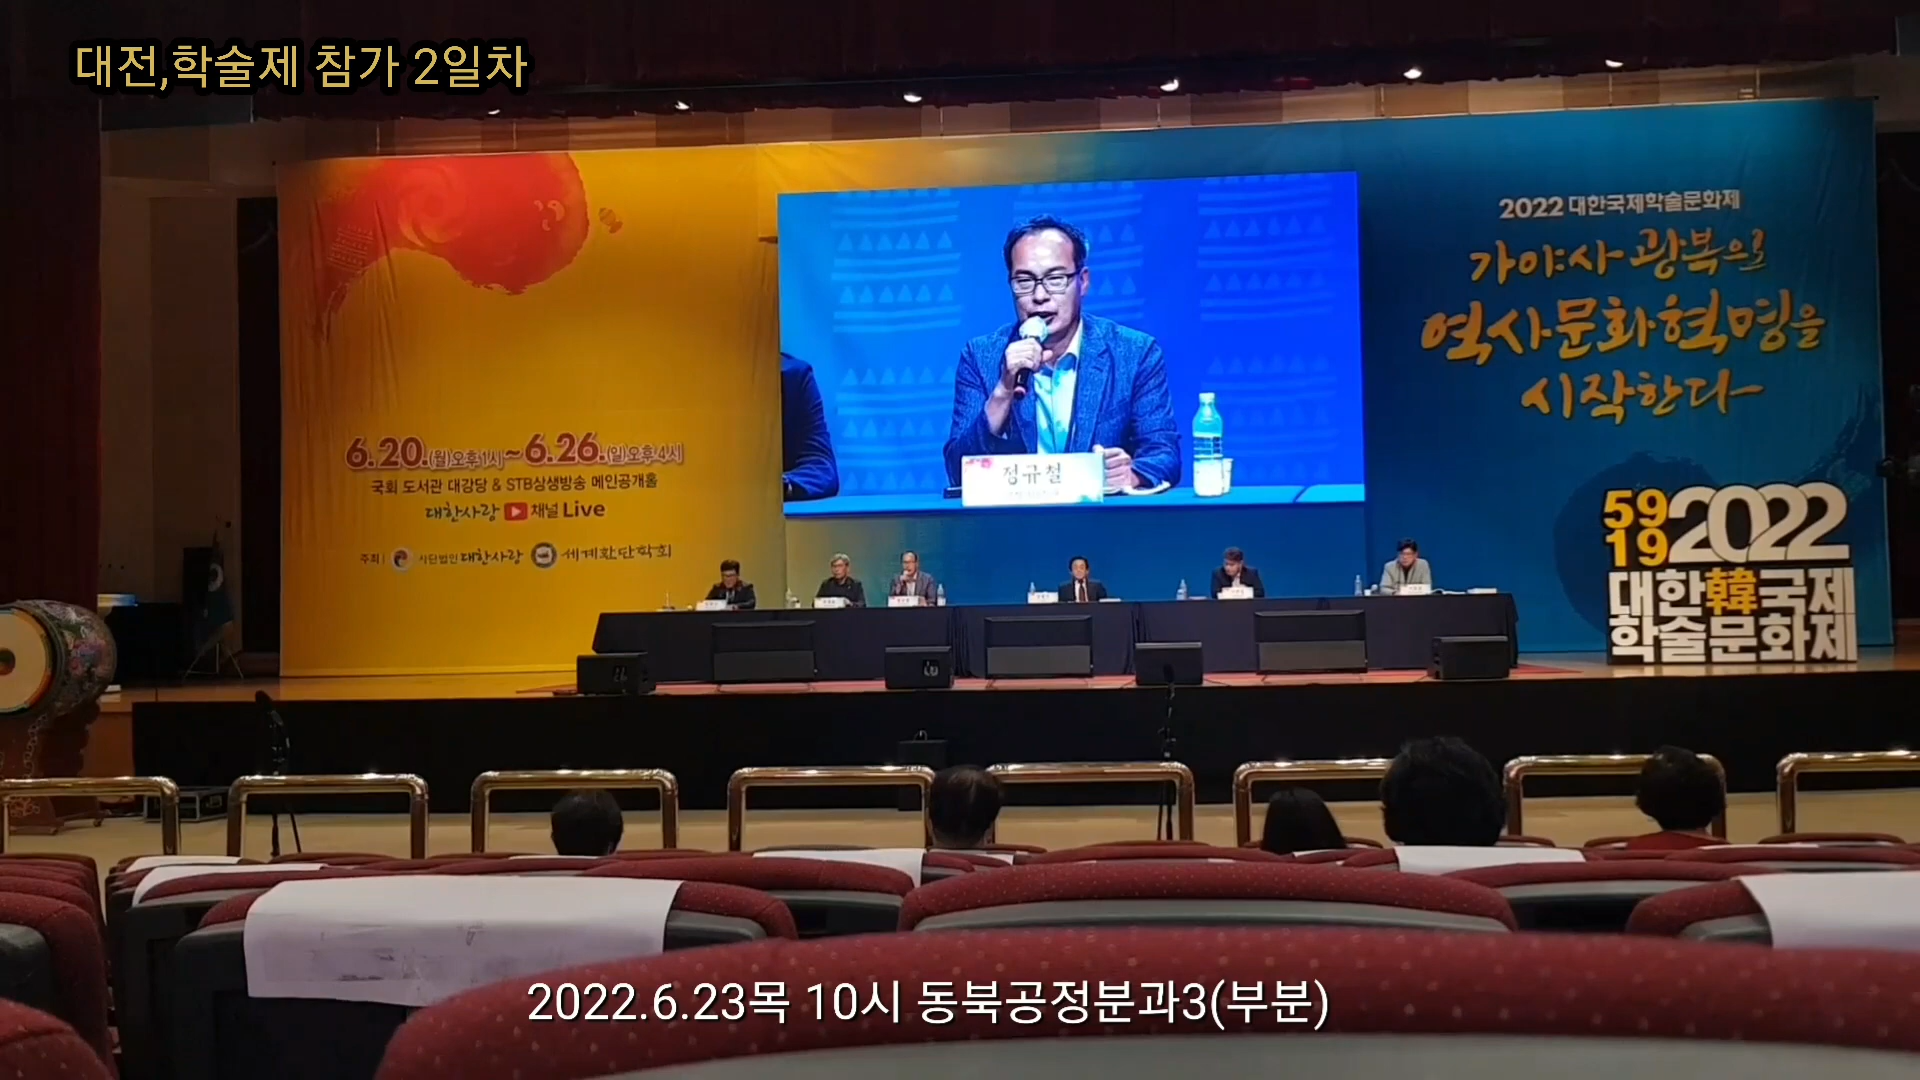 대전,학술제 참가 2일차
2022 대한국제학술문화제
가야사 광복으로
역사문화혁명을
시작한다
6.20.(월)오후1시~6.26.(일)오후4시
국회 도서관 대강당 & STB상생방송 메인공개홀
대한사랑 채널 Live
주최 | 사단법인 대한사랑 세계환단학회
정규철
59
19 2022
대한韓국제
학술문화제
2022.6.23목 10시 동북공정분과3(부분)